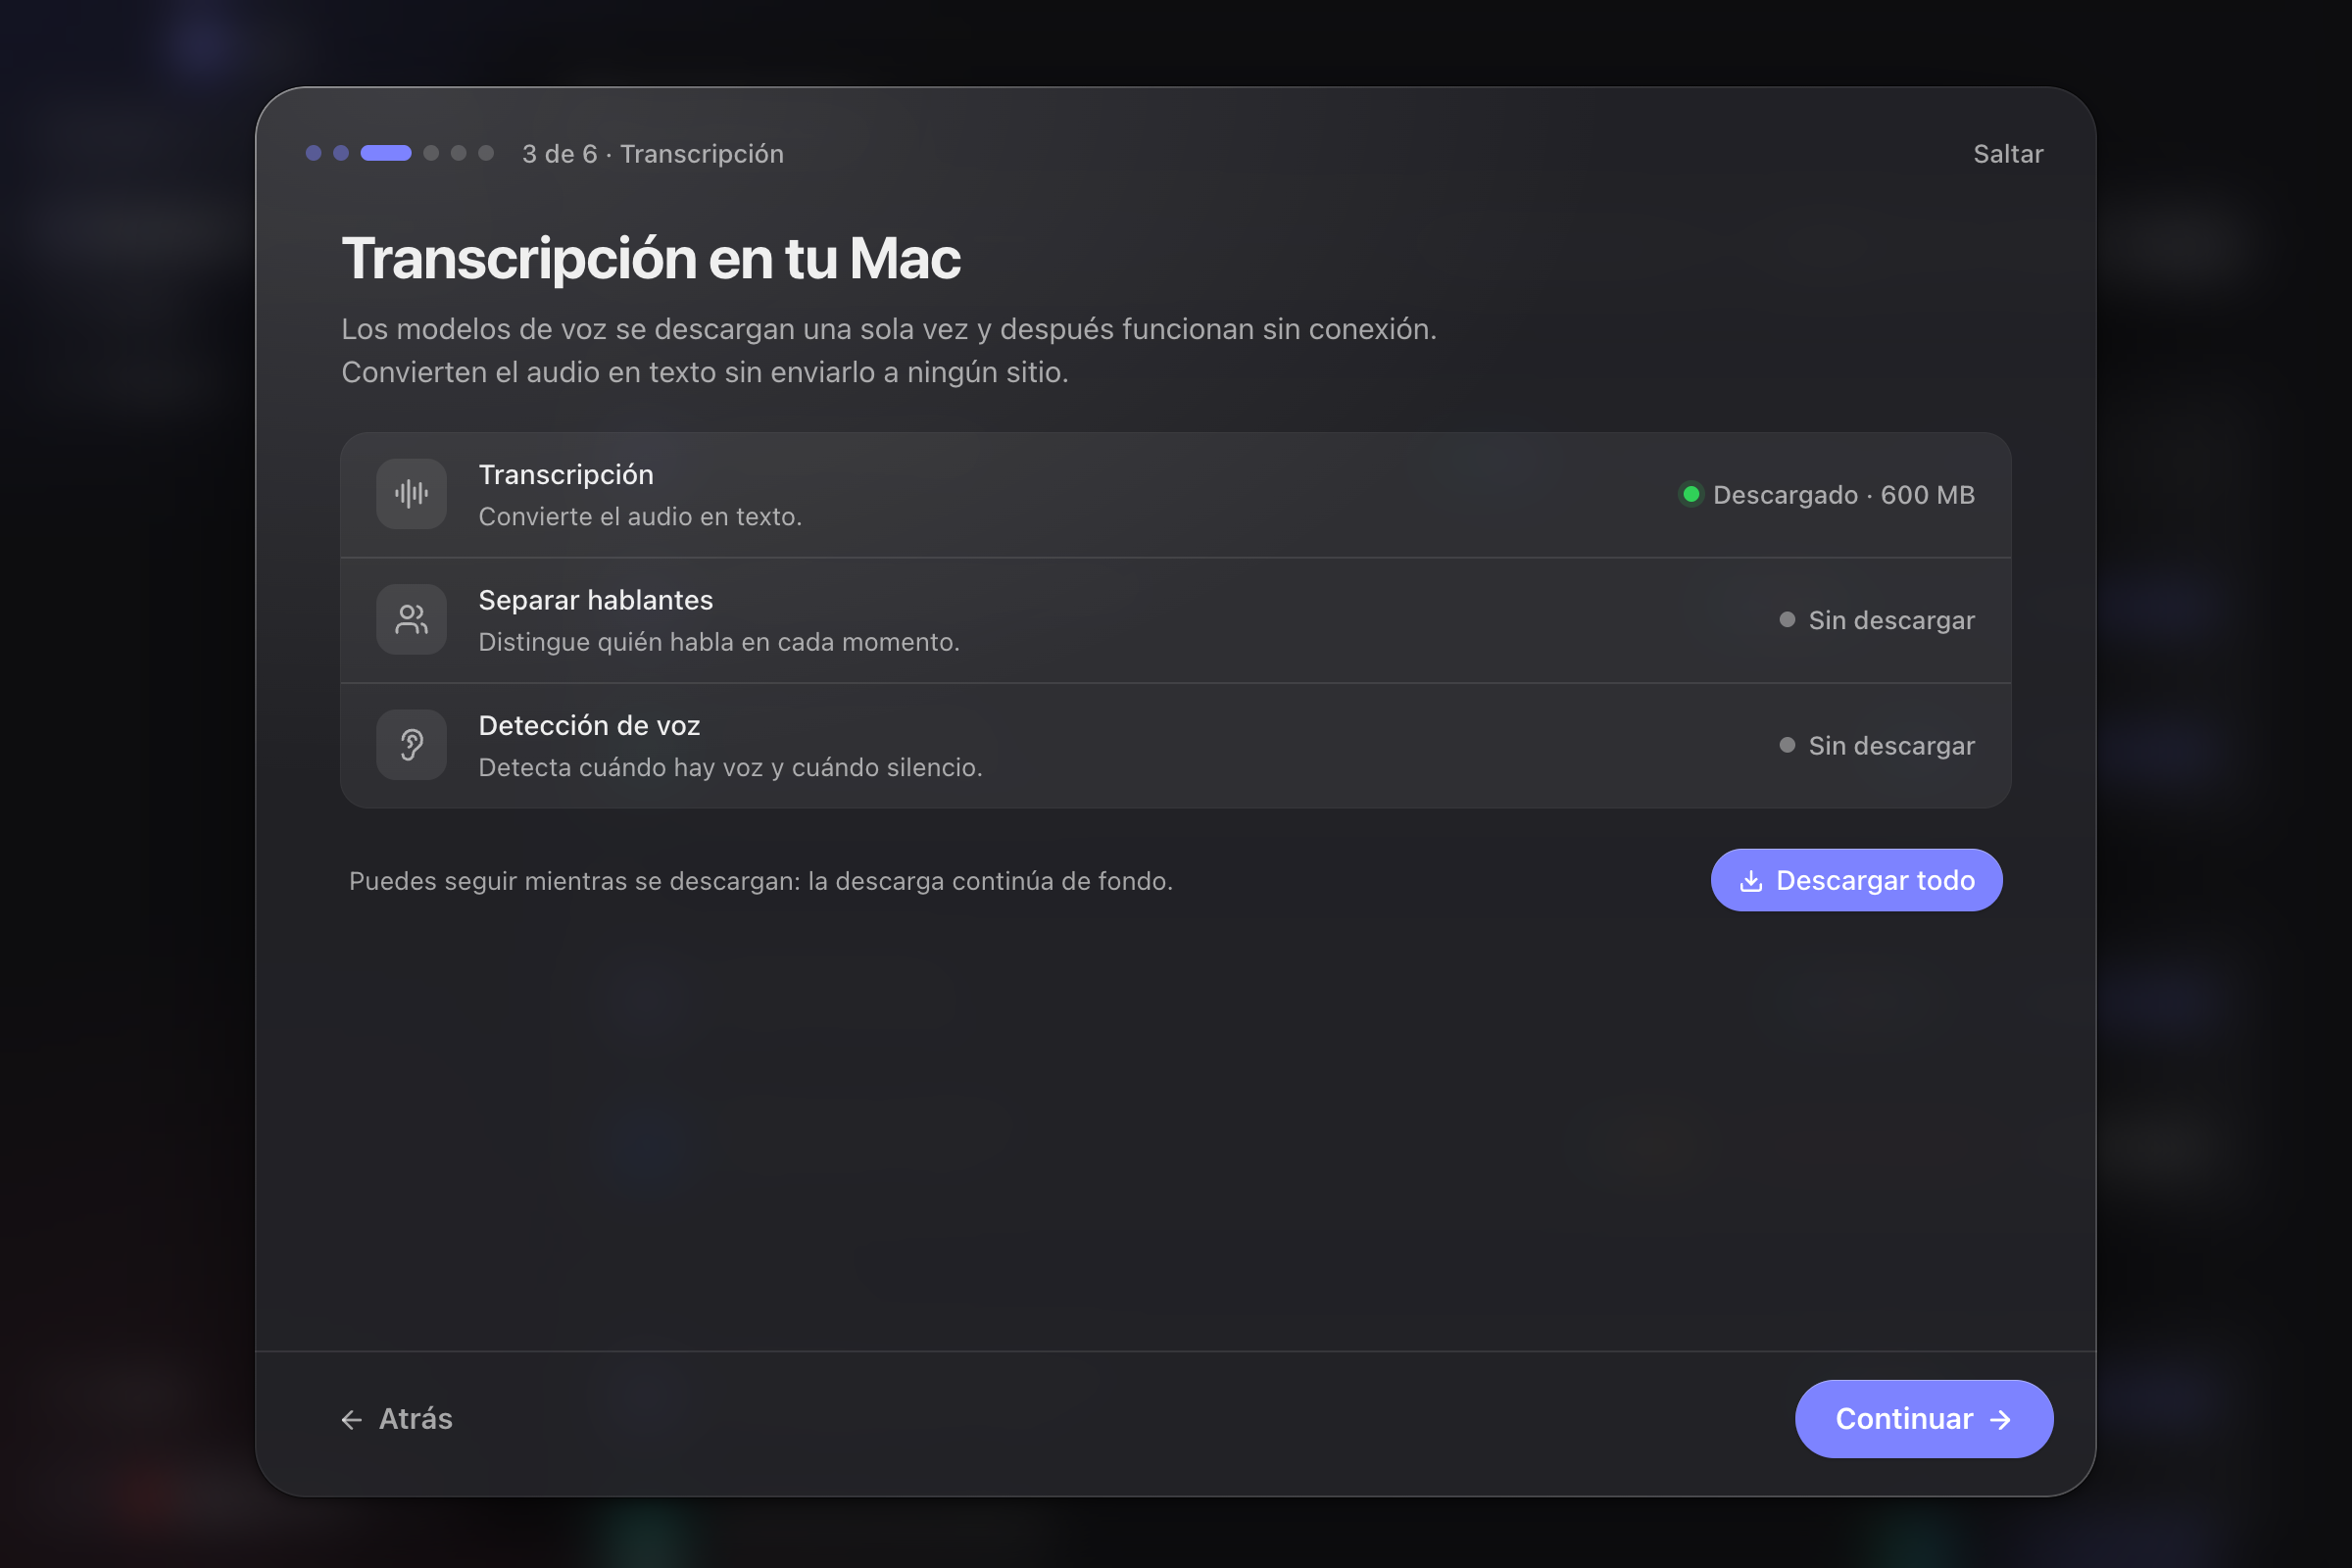 3 de 6 · Transcripción
Saltar
Transcripción en tu Mac
Los modelos de voz se descargan una sola vez y después funcionan sin conexión.
Convierten el audio en texto sin enviarlo a ningún sitio.
Transcripción
Convierte el audio en texto.
Descargado · 600 MB
Separar hablantes
Distingue quién habla en cada momento.
Sin descargar
Detección de voz
Detecta cuándo hay voz y cuándo silencio.
Sin descargar
Puedes seguir mientras se descargan: la descarga continúa de fondo.
Descargar todo
Atrás
Continuar